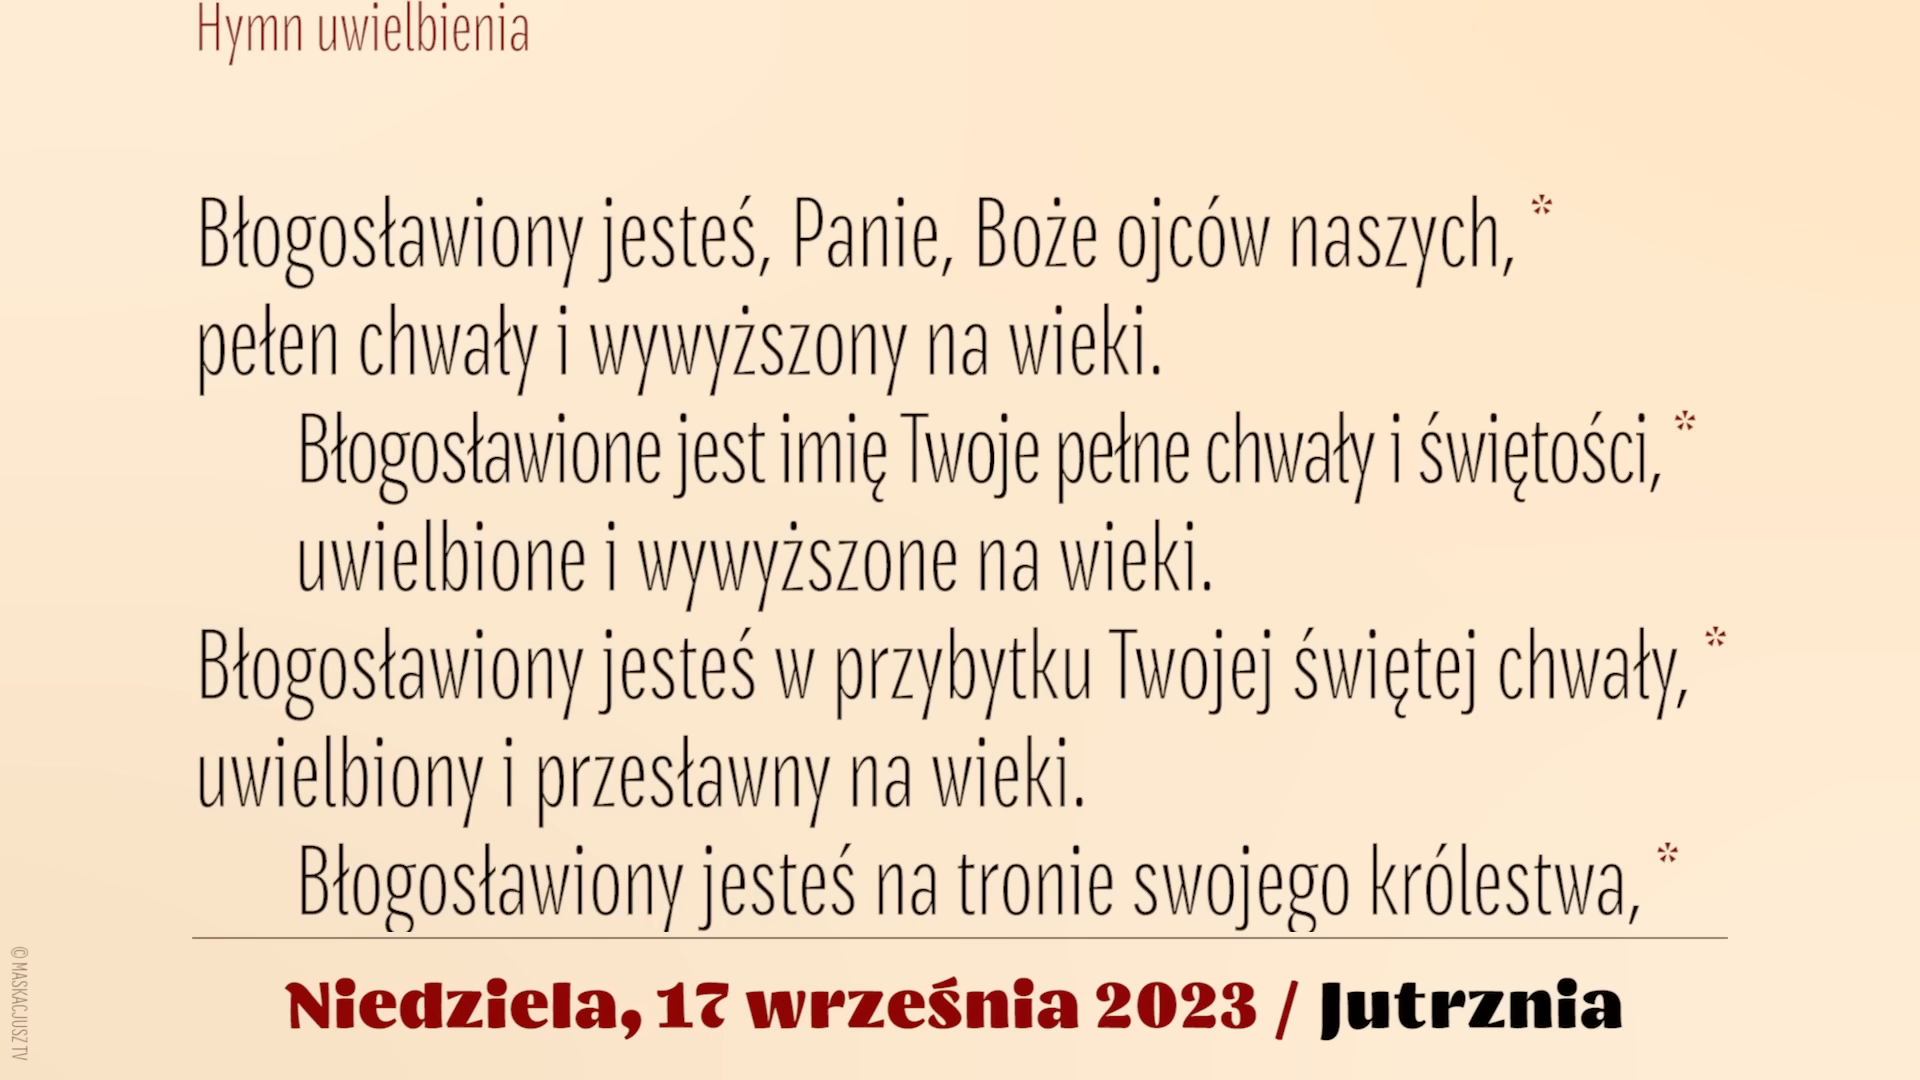 Hymn uwielbienia
Błogosławiony jesteś, Panie, Boże ojców naszych, *
pełen chwały i wywyższony na wieki.
Błogosławione jest imię Twoje pełne chwały i świętości, *
uwielbione i wywyższone na wieki.
Błogosławiony jesteś w przybytku Twojej świętej chwały, *
uwielbiony i przesławny na wieki.
Błogosławiony jesteś na tronie swojego królestwa, *
Niedziela, 17 września 2023 / Jutrznia
© MASKACJUSZ TV